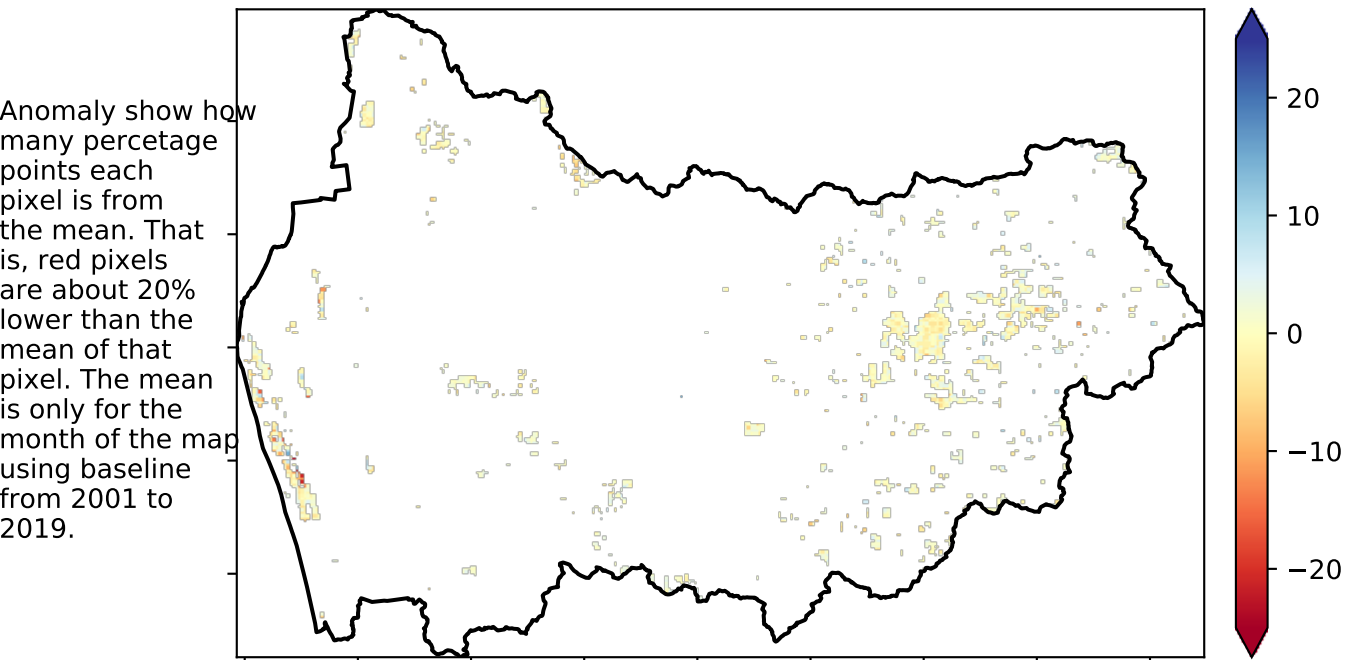 Anomaly show how
many percetage
points each
pixel is from
the mean. That
is, red pixels
are about 20%
lower than the
mean of that
pixel. The mean
is only for the
month of the map
using baseline
from 2001 to
2019.
20
10
0
−10
−20